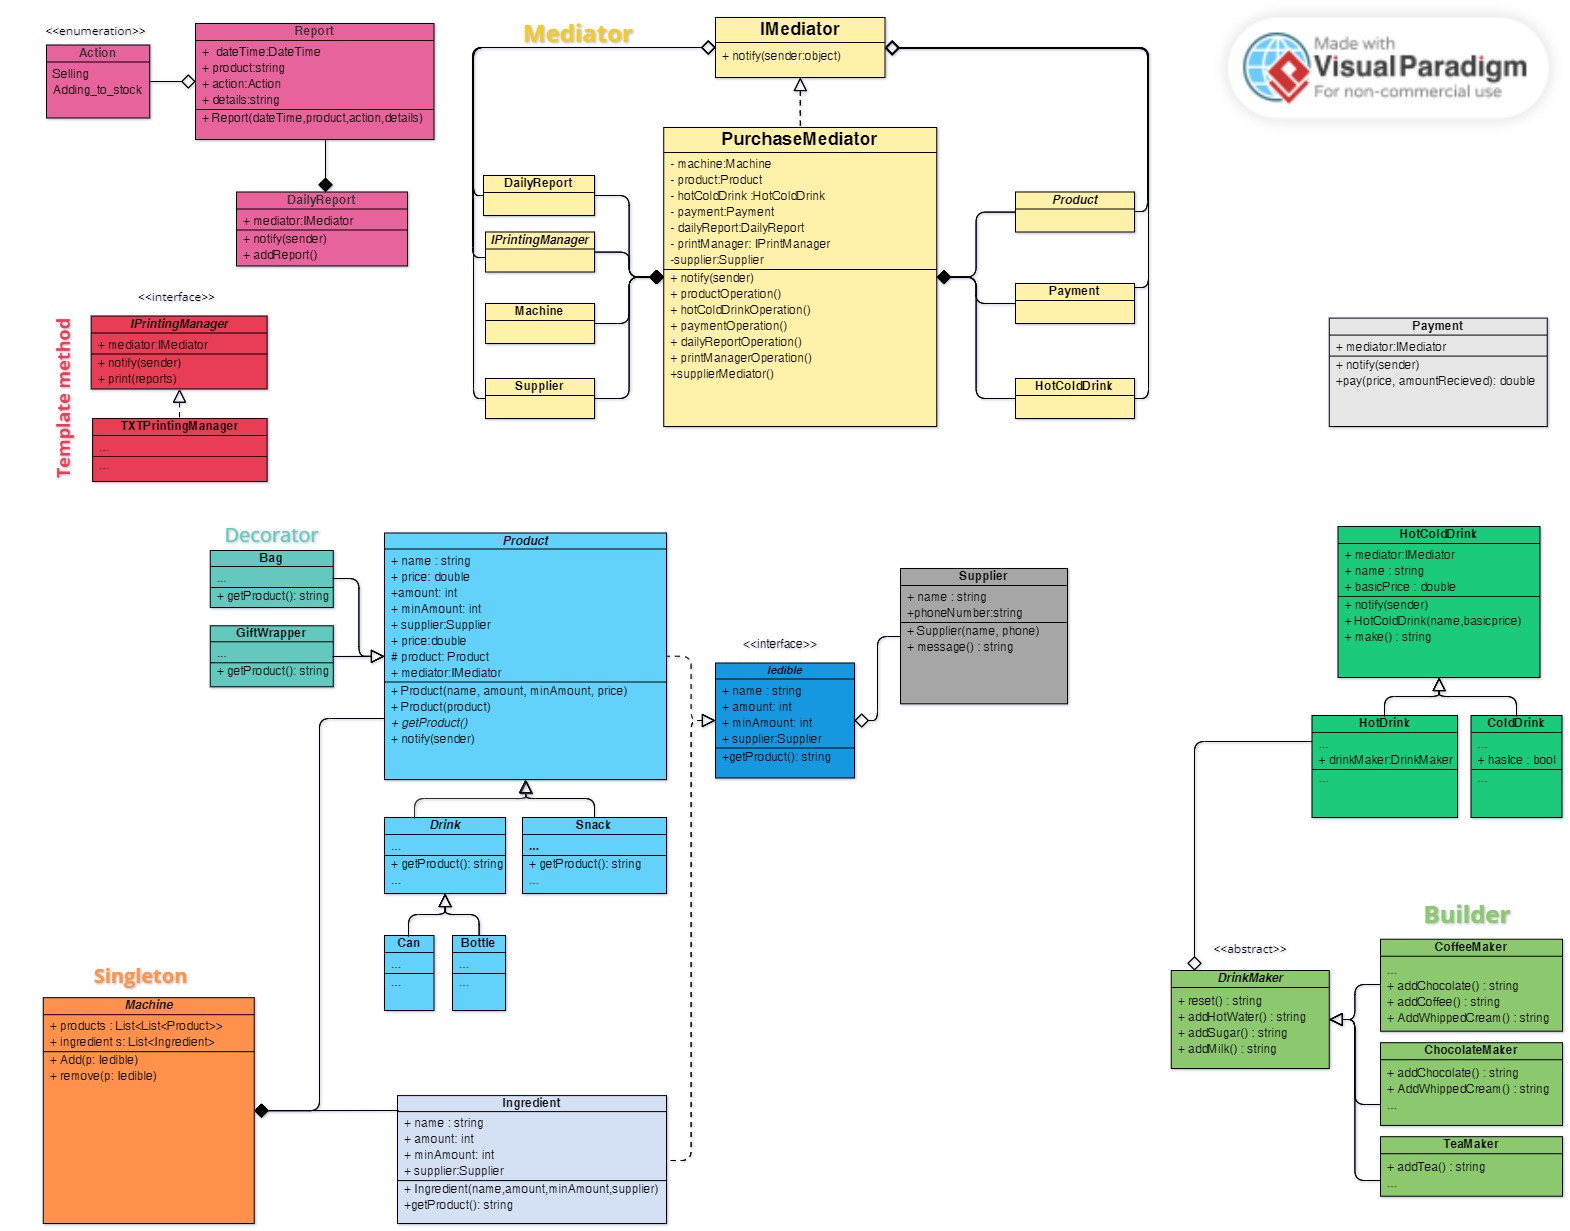 <<enumeration>>
Action
Selling
Adding_to_stock
Report
+ dateTime:DateTime
+ product:string
+ action:Action
+ details:string
+ Report(dateTime,product,action,details)
DailyReport
+ mediator:IMediator
+ notify(sender)
+ addReport()
Mediator
IMediator
+ notify(sender:object)
PurchaseMediator
- machine:Machine
- product:Product
- hotColdDrink :HotColdDrink
- payment:Payment
- dailyReport:DailyReport
- printManager: IPrintManager
-supplier:Supplier
+ notify(sender)
+ productOperation()
+ hotColdDrinkOperation()
+ paymentOperation()
+ dailyReportOperation()
+ printManagerOperation()
+supplierMediator()
DailyReport
IPrintingManager
Machine
Supplier
Product
Payment
HotColdDrink
Made with
VisualParadigm
For non-commercial use
Template method
<<interface>>
IPrintingManager
+ mediator:IMediator
+ notify(sender)
+ print(reports)
TXTPrintingManager
...
...
Payment
+ mediator:IMediator
+ notify(sender)
+pay(price, amountRecieved): double
Decorator
Bag
...
+ getProduct(): string
GiftWrapper
...
+ getProduct(): string
Product
+ name : string
+ price: double
+amount: int
+ minAmount: int
+ supplier:Supplier
+ price:double
# product: Product
+ mediator:IMediator
+ Product(name, amount, minAmount, price)
+ Product(product)
+ getProduct()
+ notify(sender)
<<interface>>
Iedible
+ name : string
+ amount: int
+ minAmount: int
+ supplier:Supplier
+getProduct(): string
Supplier
+ name : string
+phoneNumber:string
+ Supplier(name, phone)
+ message() : string
HotColdDrink
+ mediator:IMediator
+ name : string
+ basicPrice : double
+ notify(sender)
+ HotColdDrink(name,basicprice)
+ make() : string
HotDrink
...
+ drinkMaker:DrinkMaker
...
ColdDrink
...
+ hasIce : bool
...
Drink
...
+ getProduct(): string
...
Snack
...
+ getProduct(): string
...
Can
...
...
Bottle
...
...
Singleton
Machine
+ products : List<List<Product>>
+ ingredient s: List<Ingredient>
+ Add(p: Iedible)
+ remove(p: Iedible)
Ingredient
+ name : string
+ amount: int
+ minAmount: int
+ supplier:Supplier
+ Ingredient(name,amount,minAmount,supplier)
+getProduct(): string
Builder
<<abstract>>
DrinkMaker
+ reset() : string
+ addHotWater() : string
+ addSugar() : string
+ addMilk() : string
CoffeeMaker
...
+ addChocolate() : string
+ addCoffee() : string
+ AddWhippedCream() : string
ChocolateMaker
+ addChocolate() : string
+ AddWhippedCream() : string
...
TeaMaker
+ addTea() : string
...